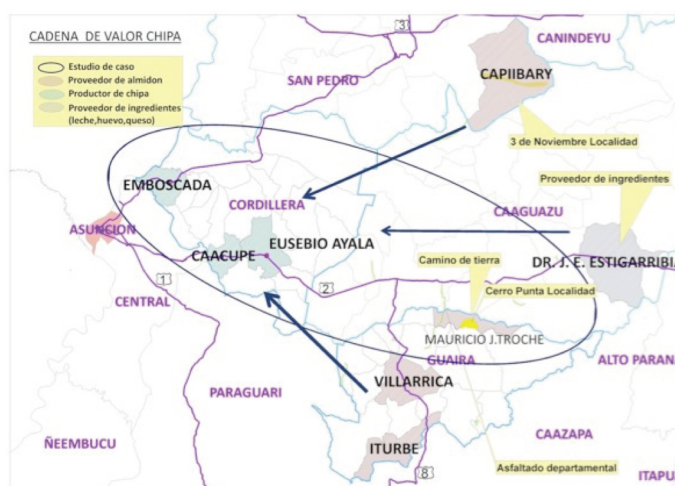 CADENA DE VALOR CHIPA
Estudio de caso
Proveedor de almidon
Productor de chipa
Proveedor de ingredientes
(leche,huevo,queso)
3
CANINDEYU
SAN PEDRO
CAPIIBARY
3 de Noviembre Localidad
Proveedor de ingredientes
EMBOSCADA
CORDILLERA
CAAGUAZU
ASUNCION
EUSEBIO AYALA
CAACUPE
Camino de tierra
DR. J. E. ESTIGARRIBIA
1
2
CENTRAL
Cerro Punta Localidad
MAURICIO J.TROCHE
GUAIRA
ALTO PARANA
VILLARRICA
PARAGUARI
ÑEEMBUCU
ITURBE
CAAZAPA
Asfaltado departamental
8
ITAPU